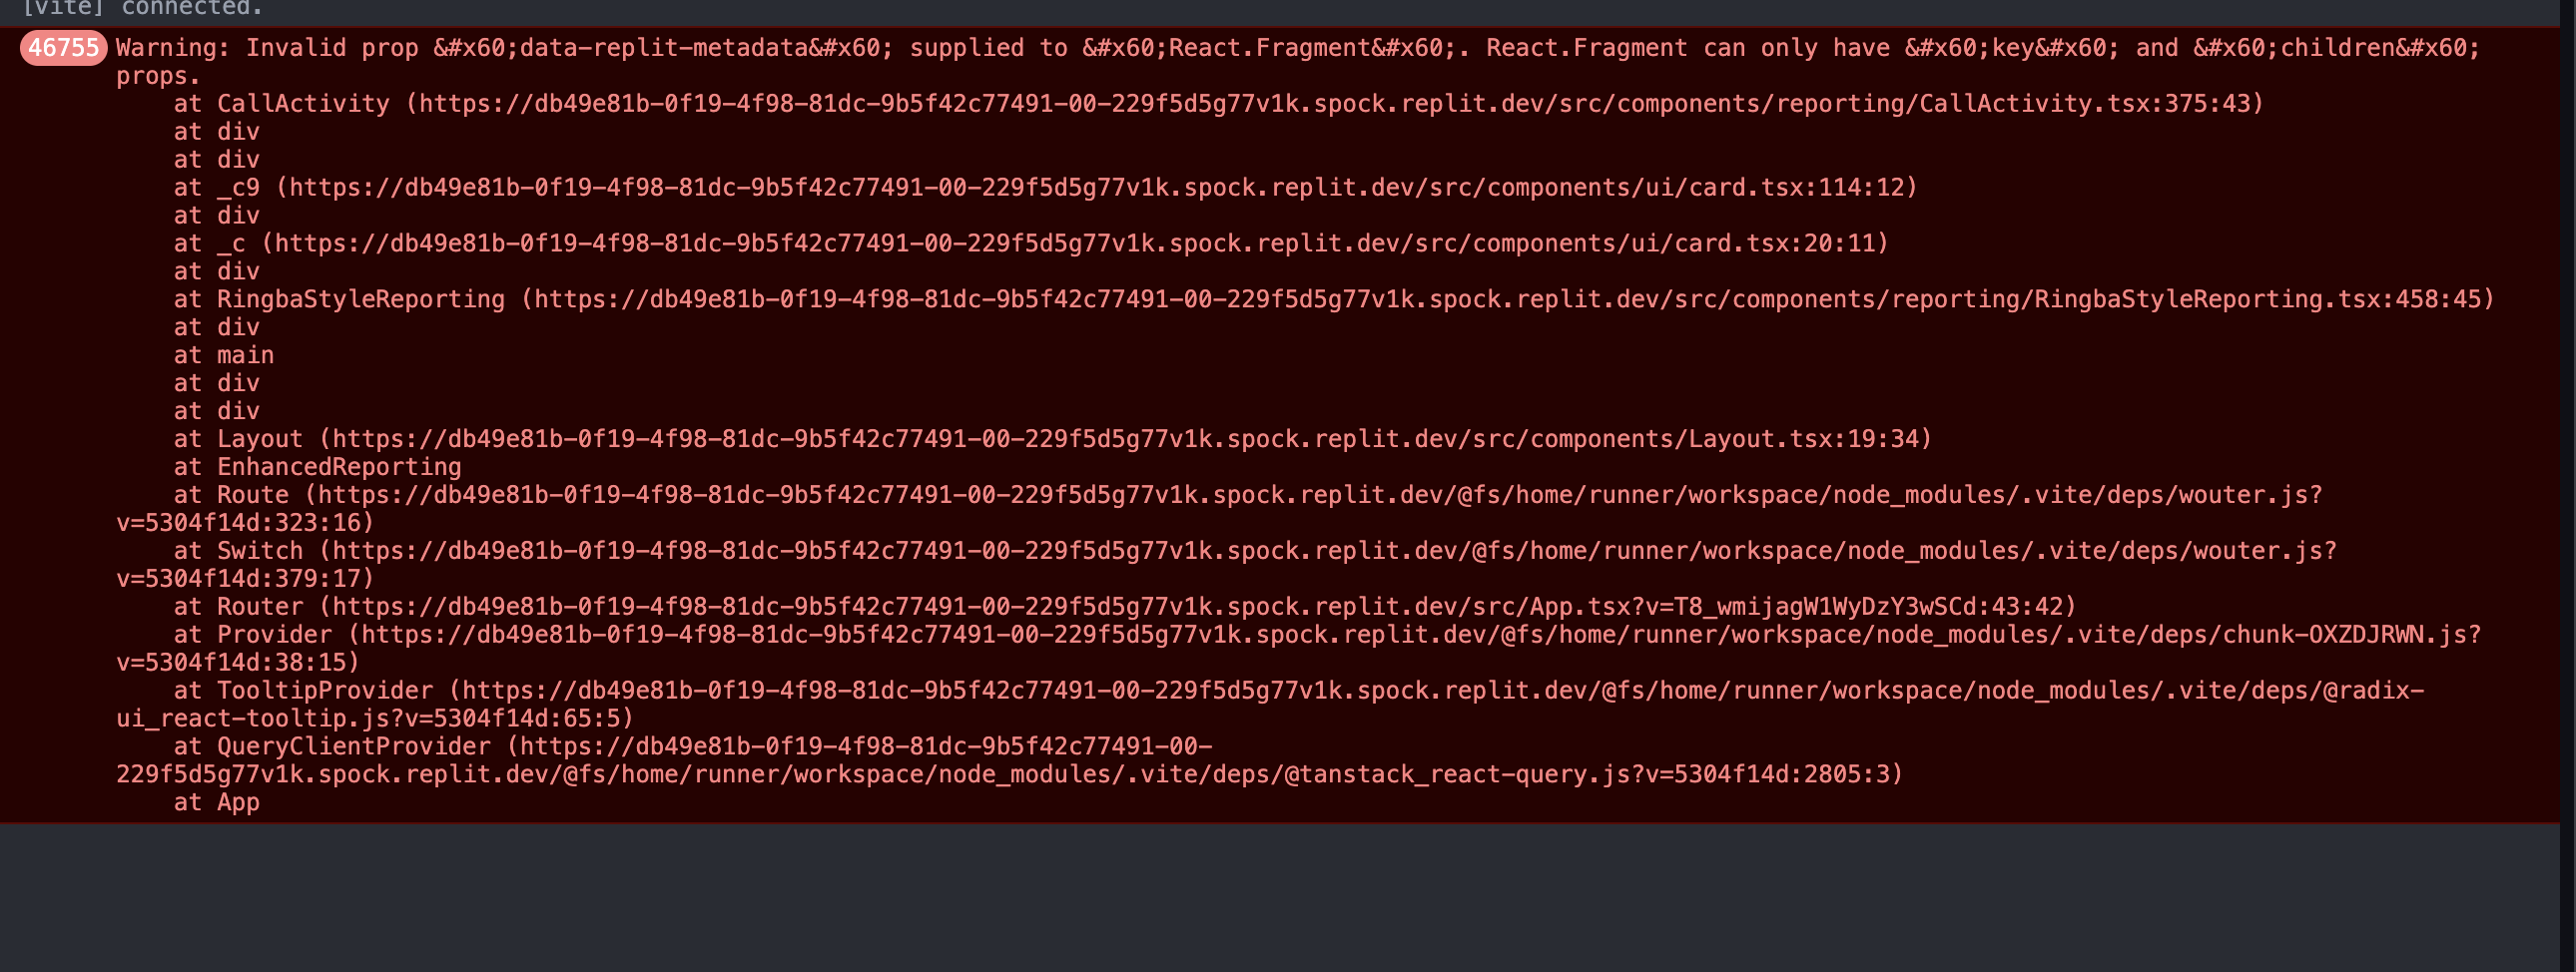 [vite] connected.
46755 Warning: Invalid prop &#x60;data-replit-metadata&#x60; supplied to &#x60;React.Fragment&#x60;. React.Fragment can only have &#x60;key&#x60; and &#x60;children&#x60;
props.
at CallActivity (https://db49e81b-0f19-4f98-81dc-9b5f42c77491-00-229f5d5g77v1k.spock.replit.dev/src/components/reporting/CallActivity.tsx:375:43)
at div
at div
at _c9 (https://db49e81b-0f19-4f98-81dc-9b5f42c77491-00-229f5d5g77v1k.spock.replit.dev/src/components/ui/card.tsx:114:12)
at div
at _c (https://db49e81b-0f19-4f98-81dc-9b5f42c77491-00-229f5d5g77v1k.spock.replit.dev/src/components/ui/card.tsx:20:11)
at div
at RingbaStyleReporting (https://db49e81b-0f19-4f98-81dc-9b5f42c77491-00-229f5d5g77v1k.spock.replit.dev/src/components/reporting/RingbaStyleReporting.tsx:458:45)
at div
at main
at div
at div
at Layout (https://db49e81b-0f19-4f98-81dc-9b5f42c77491-00-229f5d5g77v1k.spock.replit.dev/src/components/Layout.tsx:19:34)
at EnhancedReporting
at Route (https://db49e81b-0f19-4f98-81dc-9b5f42c77491-00-229f5d5g77v1k.spock.replit.dev/@fs/home/runner/workspace/node_modules/.vite/deps/wouter.js?
v=5304f14d:323:16)
at Switch (https://db49e81b-0f19-4f98-81dc-9b5f42c77491-00-229f5d5g77v1k.spock.replit.dev/@fs/home/runner/workspace/node_modules/.vite/deps/wouter.js?
v=5304f14d:379:17)
at Router (https://db49e81b-0f19-4f98-81dc-9b5f42c77491-00-229f5d5g77v1k.spock.replit.dev/src/App.tsx?v=T8_wmijagW1WyDzY3wSCd:43:42)
at Provider (https://db49e81b-0f19-4f98-81dc-9b5f42c77491-00-229f5d5g77v1k.spock.replit.dev/@fs/home/runner/workspace/node_modules/.vite/deps/chunk-OXZDJRWN.js?
v=5304f14d:38:15)
at TooltipProvider (https://db49e81b-0f19-4f98-81dc-9b5f42c77491-00-229f5d5g77v1k.spock.replit.dev/@fs/home/runner/workspace/node_modules/.vite/deps/@radix-
ui_react-tooltip.js?v=5304f14d:65:5)
at QueryClientProvider (https://db49e81b-0f19-4f98-81dc-9b5f42c77491-00-
229f5d5g77v1k.spock.replit.dev/@fs/home/runner/workspace/node_modules/.vite/deps/@tanstack_react-query.js?v=5304f14d:2805:3)
at App